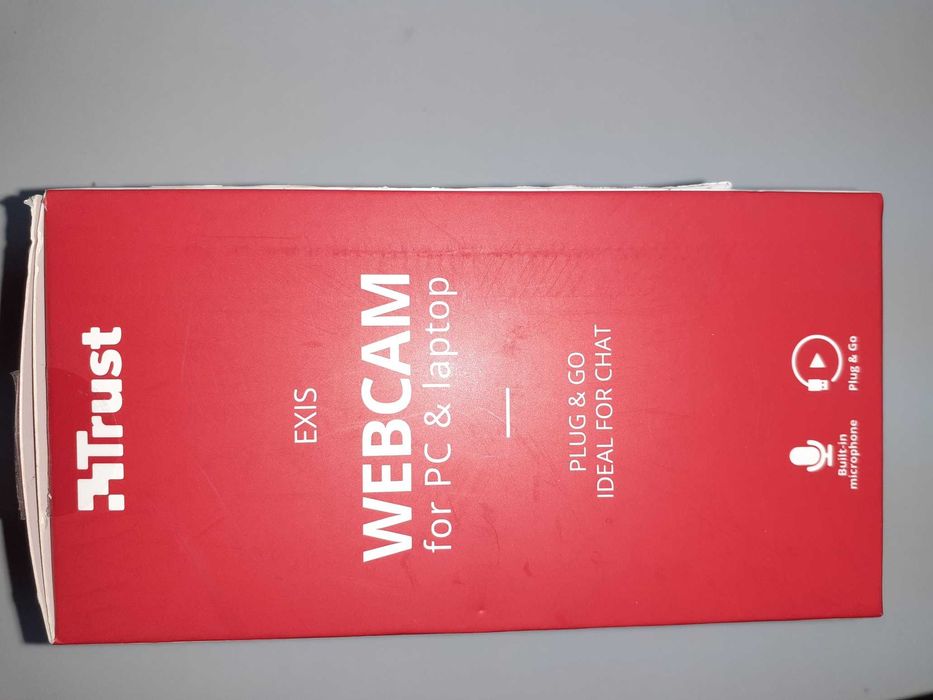 Trust
EXIS
WEBCAM
for PC & laptop
PLUG & GO
IDEAL FOR CHAT
Built-in
microphone
Plug & Go